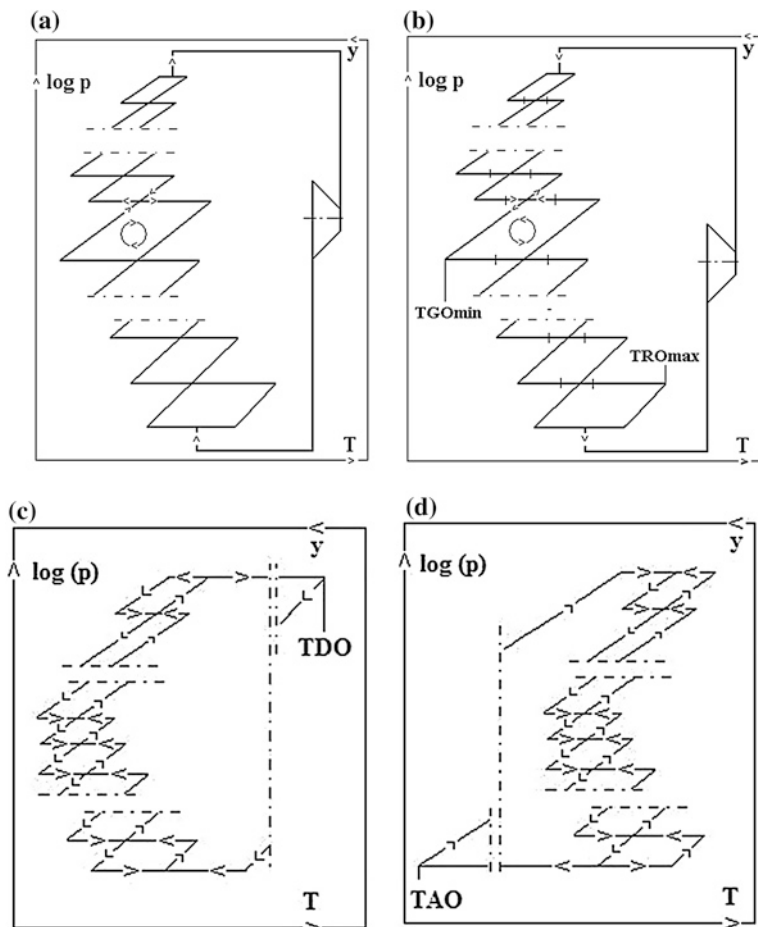 (a)
y
log p
T
(b)
y
log p
TGOmin
TROmax
T
(c)
y
log (p)
TDO
T
(d)
y
log (p)
TAO
T